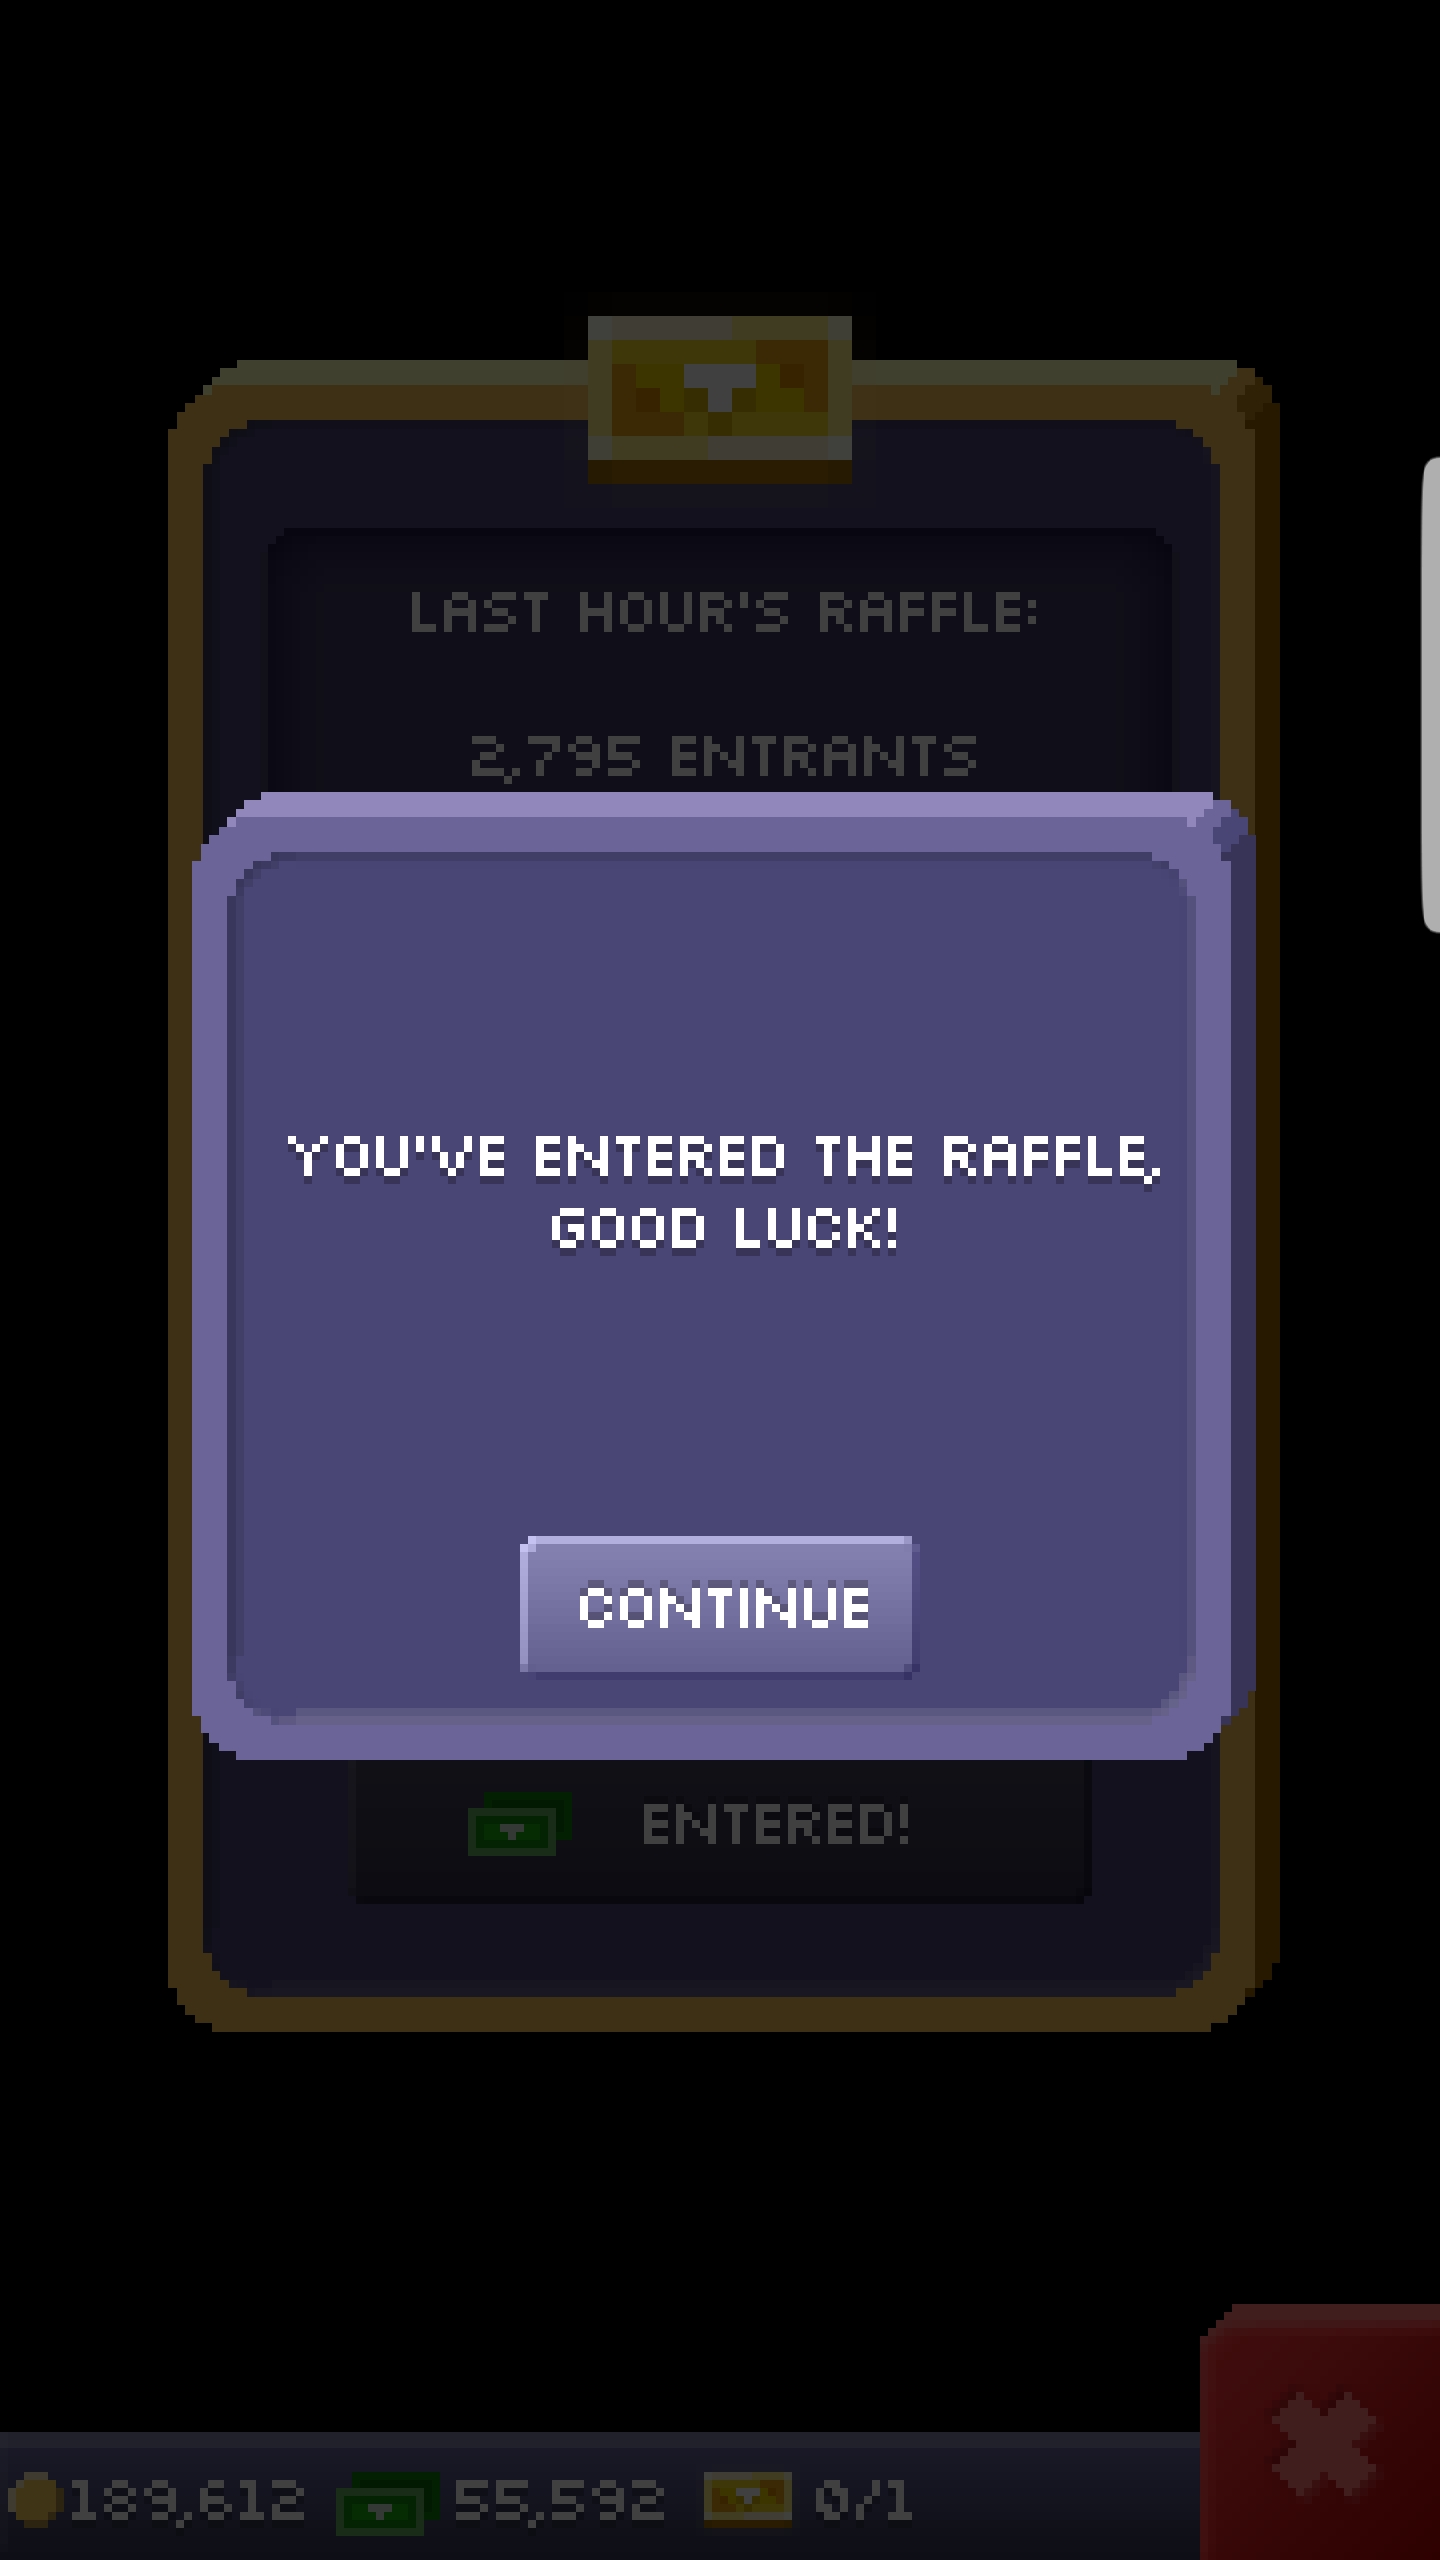 LAST HOUR'S RAFFLE:
2,795 ENTRANTS
YOU'VE ENTERED THE RAFFLE,
GOOD LUCK!
CONTINUE
ENTERED!
189,612 55,592 0/1